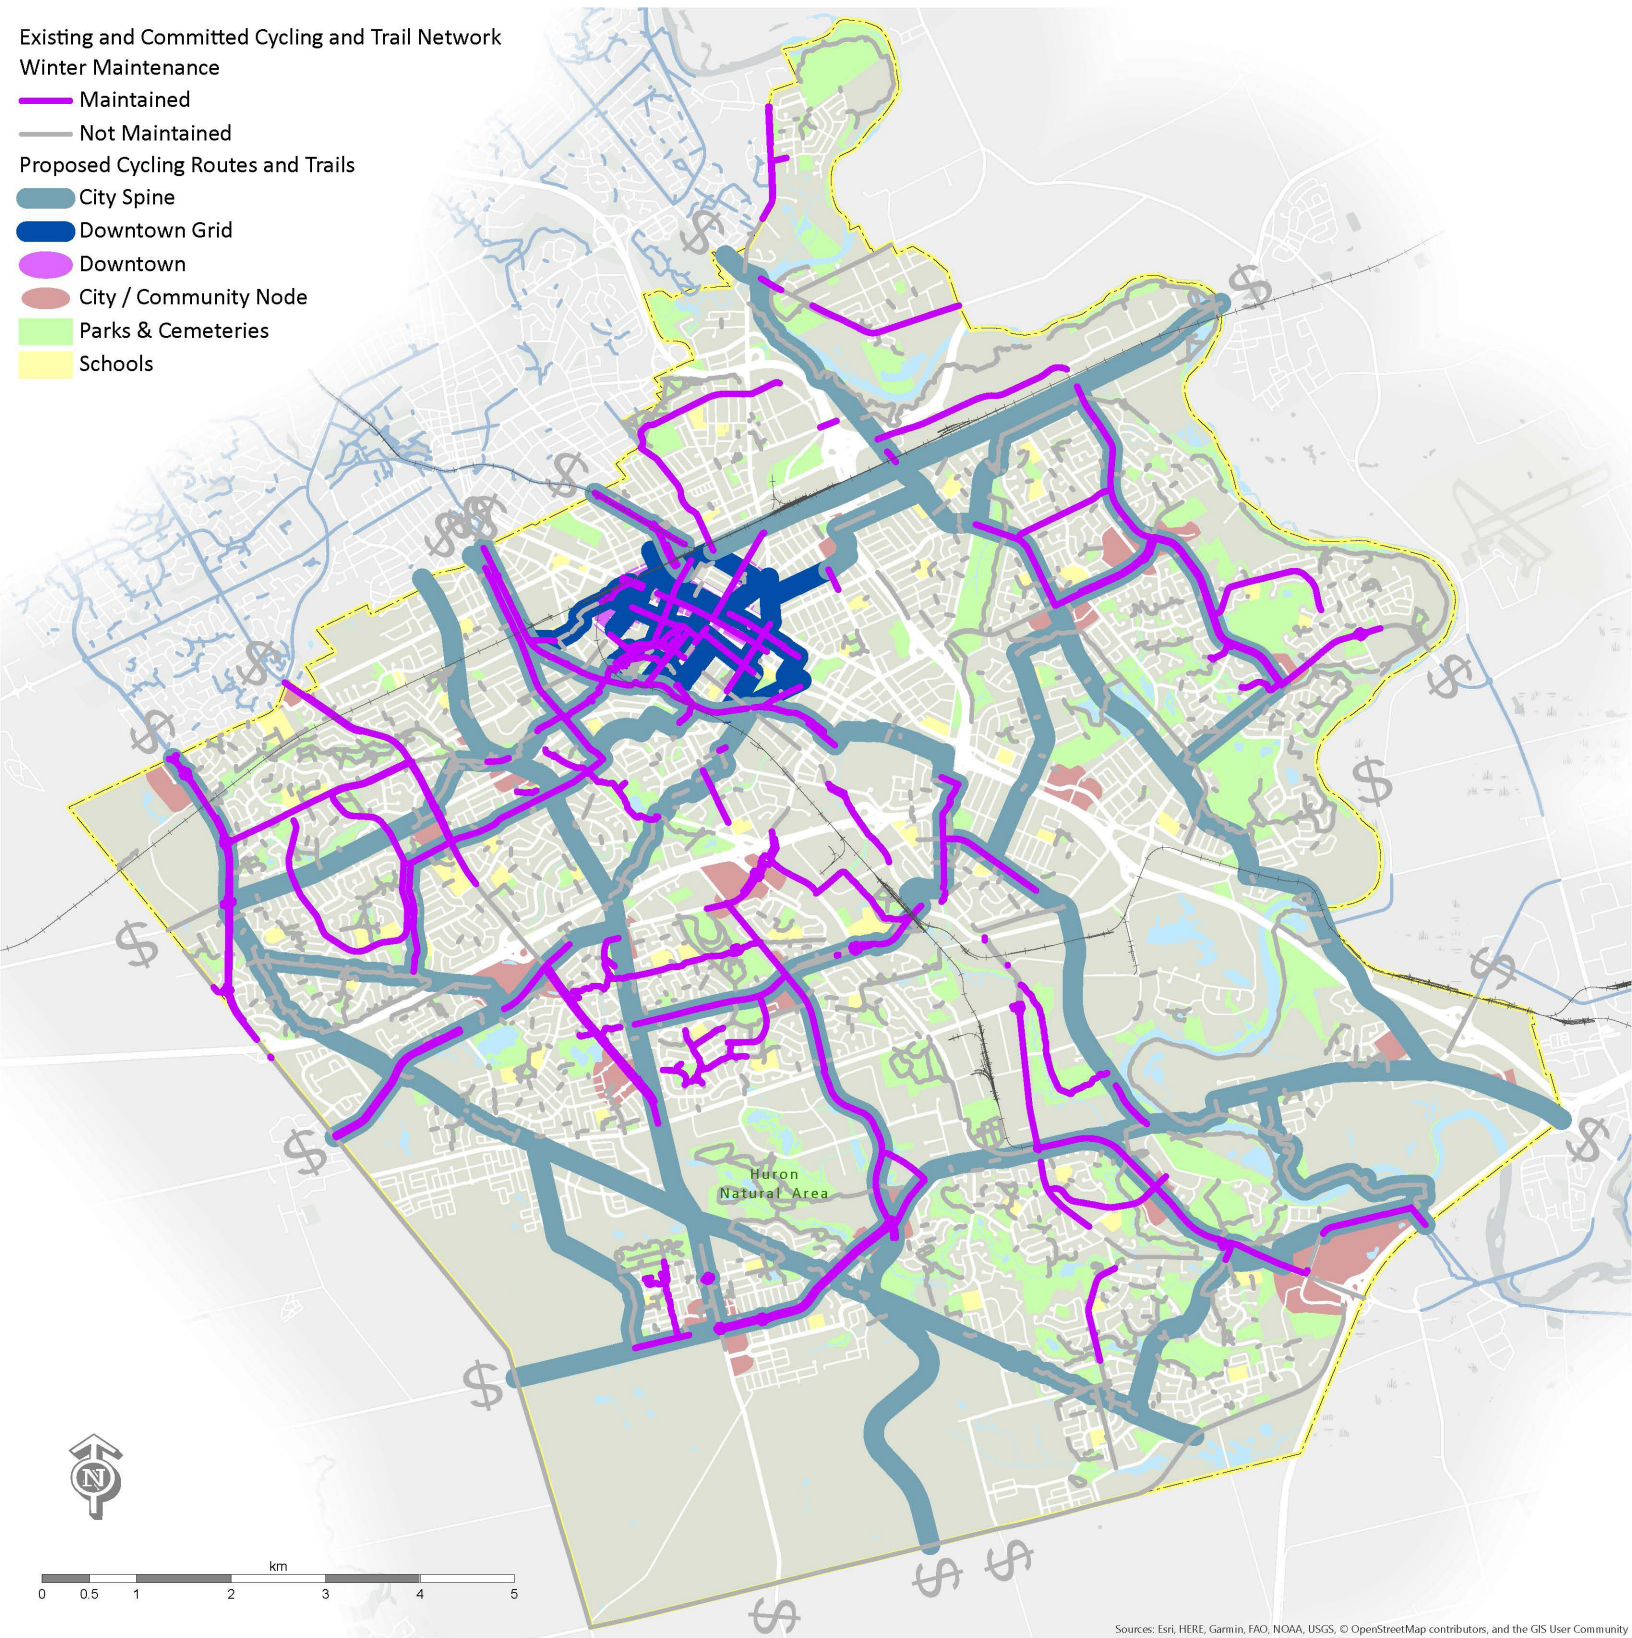 Existing and Committed Cycling and Trail Network
Winter Maintenance
Maintained
Not Maintained
Proposed Cycling Routes and Trails
City Spine
Downtown Grid
Downtown
City / Community Node
Parks & Cemeteries
Schools
$
$
$
$
$
$
$
$
$
$
$
$
Huron
Natural Area
$
$
$
$
$
$
N
km
0 0.5 1 2 3 4 5
Sources: Esri, HERE, Garmin, FAO, NOAA, USGS, © OpenStreetMap contributors, and the GIS User Community